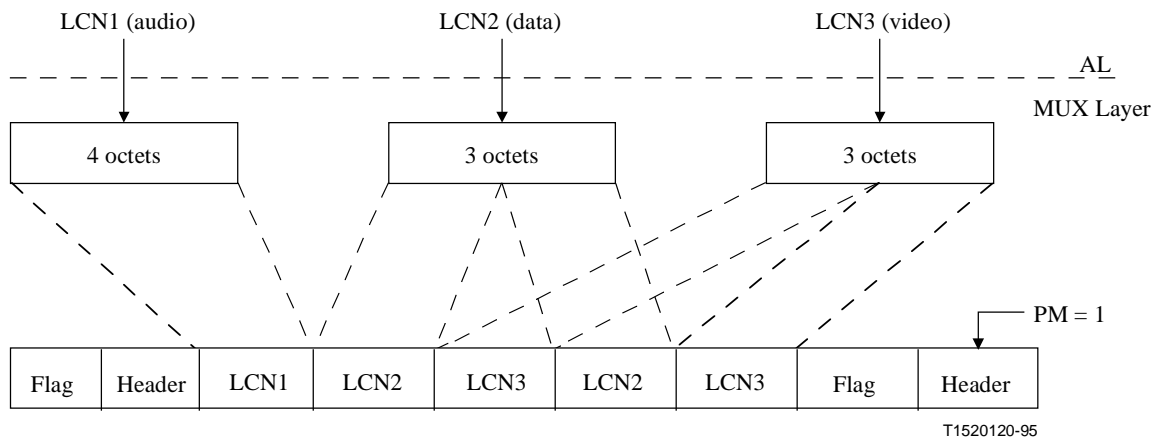 LCN1 (audio) LCN2 (data) LCN3 (video)
AL
MUX Layer
4 octets 3 octets 3 octets
PM = 1
Flag Header LCN1 LCN2 LCN3 LCN2 LCN3 Flag Header
T1520120-95